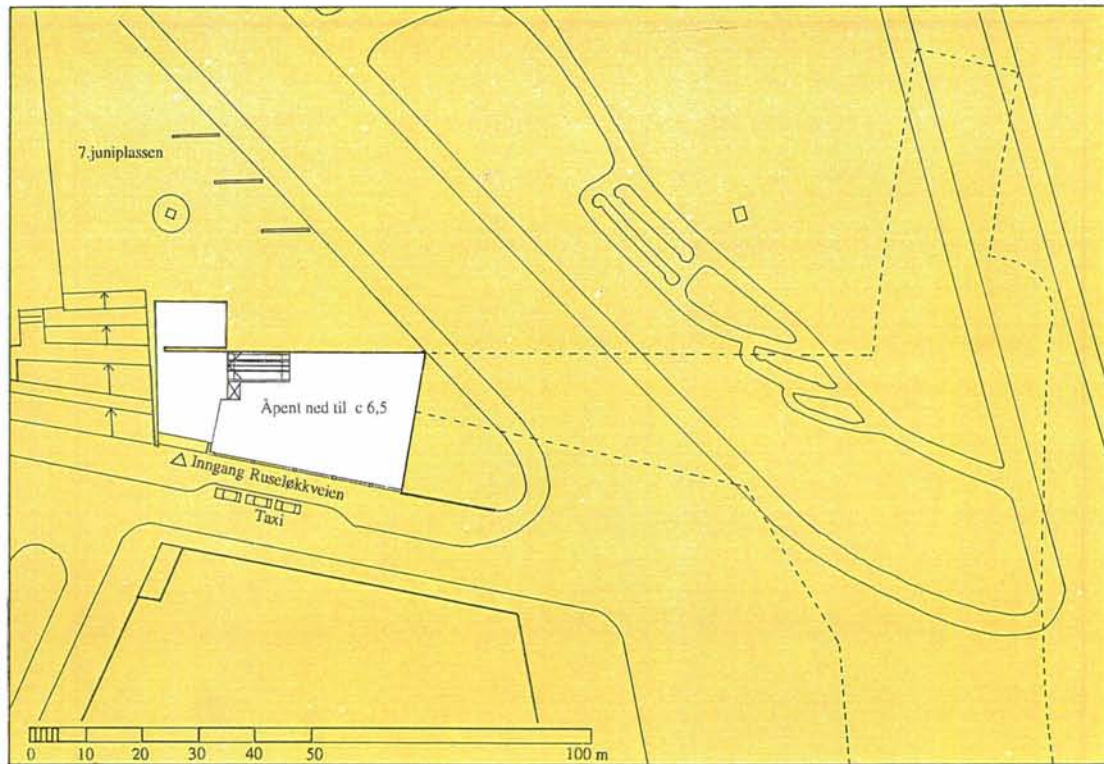 7.juniplassen
Åpent ned til c 6,5
Inngang Ruseløkkveien
Taxi
0 10 20 30 40 50 100 m